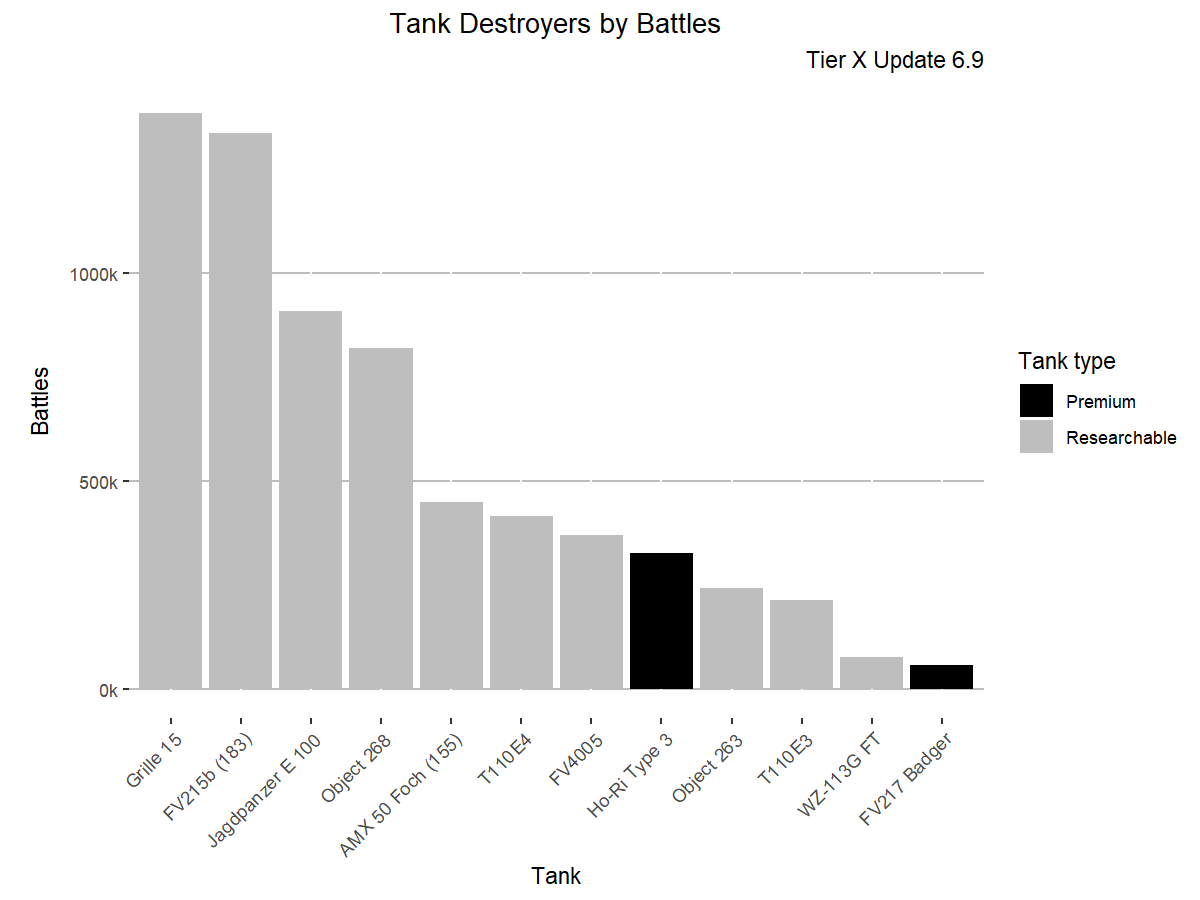 Tank Destroyers by Battles
Tier X Update 6.9
1000k
500k
0k
Battles
Grille 15
FV215b (183)
Jagdpanzer E 100
Object 268
AMX 50 Foch (155)
T110E4
FV4005
Ho-Ri Type 3
Object 263
T110E3
WZ-113G FT
FV217 Badger
Tank
Tank type
Premium
Researchable